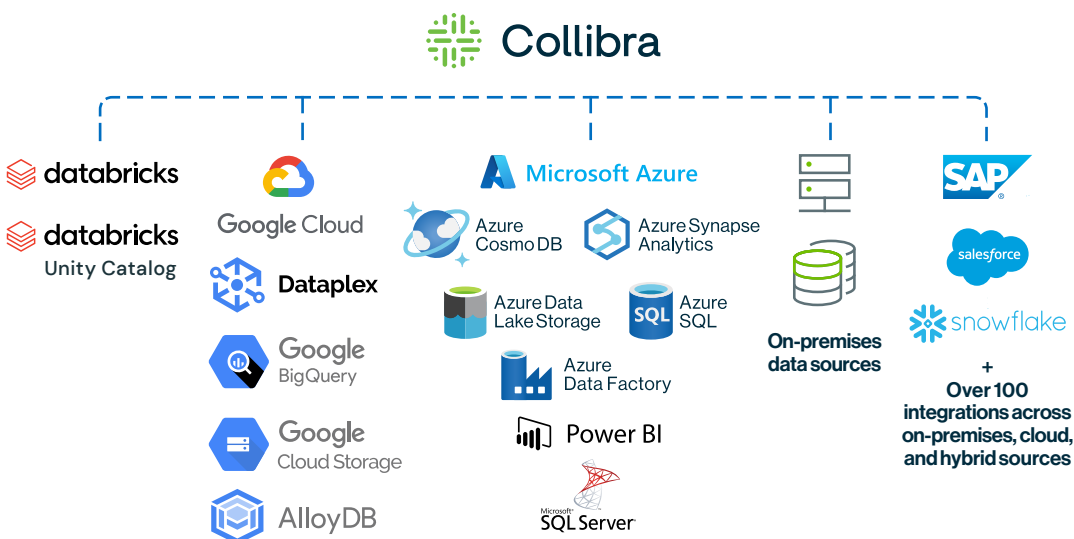 Collibra
databricks
databricks
Unity Catalog
Google Cloud
Dataplex
Google
BigQuery
Google
Cloud Storage
AlloyDB
Microsoft Azure
Azure
Cosmo DB
Azure Synapse
Analytics
Azure Data
Lake Storage
SQL
Azure
SQL
Azure
Data Factory
Power BI
Microsoft®
SQL Server®
On-premises
data sources
SAP®
salesforce
snowflake
+
Over 100
integrations across
on-premises, cloud,
and hybrid sources